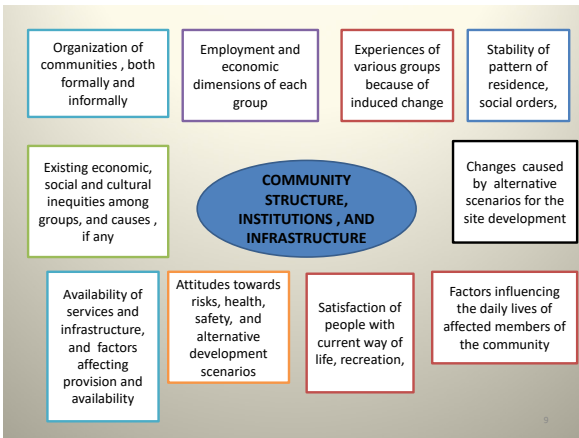 Organization of
communities , both
formally and
informally
Employment and
economic
dimensions of each
group
Experiences of
various groups
because of
induced change
Stability of
pattern of
residence,
social orders,
Existing economic,
social and cultural
inequities among
groups, and causes ,
if any
COMMUNITY
STRUCTURE,
INSTITUTIONS , AND
INFRASTRUCTURE
Changes caused
by alternative
scenarios for the
site development
Availability of
services and
infrastructure,
and factors
affecting
provision and
availability
Attitudes towards
risks, health,
safety, and
alternative
development
scenarios
Satisfaction of
people with
current way of
life, recreation,
Factors influencing
the daily lives of
affected members of
the community
9